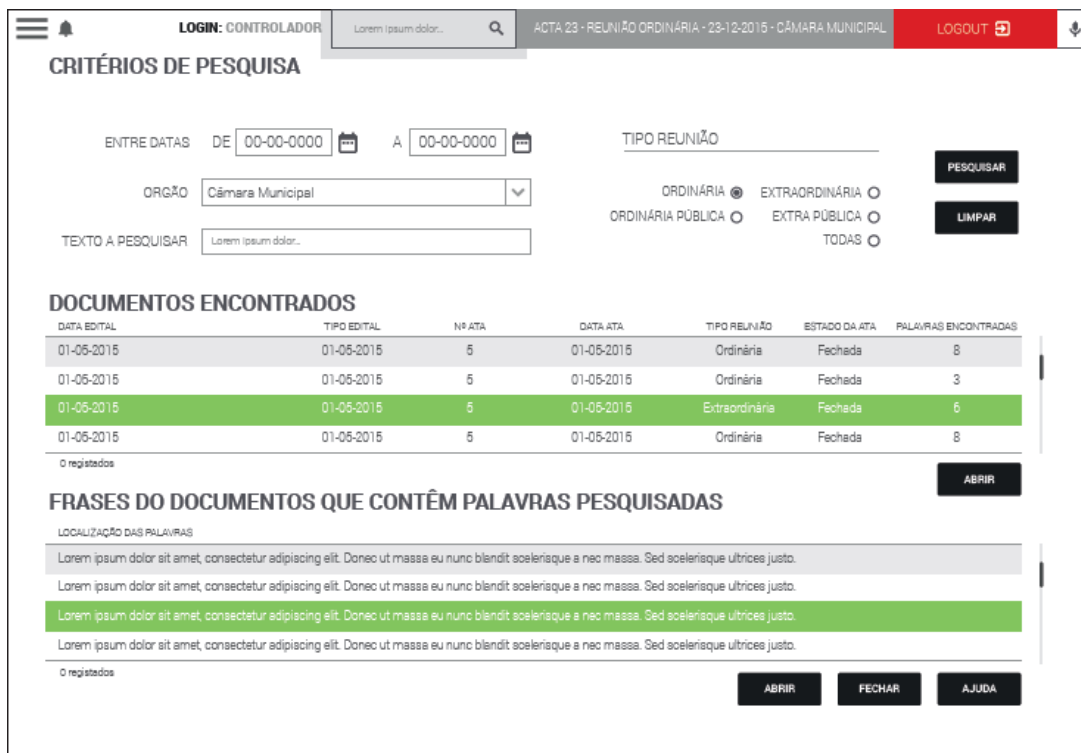 LOGIN: CONTROLADOR Lorem ipsum dolor... ACTA 23 - REUNIÃO ORDINÁRIA - 23-12-2015 - CÂMARA MUNICIPAL LOGOUT
CRITÉRIOS DE PESQUISA
ENTRE DATAS DE 00-00-0000 A 00-00-0000
TIPO REUNIÃO
PESQUISAR
ORGÃO Câmara Municipal
ORDINÁRIA EXTRAORDINÁRIA
ORDINÁRIA PÚBLICA EXTRA PÚBLICA
LIMPAR
TEXTO A PESQUISAR Lorem ipsum dolor...
TODAS
DOCUMENTOS ENCONTRADOS
DATA EDITAL TIPO EDITAL Nº ATA DATA ATA TIPO REUNIÃO ESTADO DA ATA PALAVRAS ENCONTRADAS
01-05-2015 01-05-2015 5 01-05-2015 Ordinária Fechada 8
01-05-2015 01-05-2015 5 01-05-2015 Ordinária Fechada 3
01-05-2015 01-05-2015 5 01-05-2015 Extraordinária Fechada 6
01-05-2015 01-05-2015 5 01-05-2015 Ordinária Fechada 8
0 registados
ABRIR
FRASES DO DOCUMENTOS QUE CONTÊM PALAVRAS PESQUISADAS
LOCALIZAÇÃO DAS PALAVRAS
Lorem ipsum dolor sit amet, consectetur adipiscing elit. Donec ut massa eu nunc blandit scelerisque a nec massa. Sed scelerisque ultrices justo.
Lorem ipsum dolor sit amet, consectetur adipiscing elit. Donec ut massa eu nunc blandit scelerisque a nec massa. Sed scelerisque ultrices justo.
Lorem ipsum dolor sit amet, consectetur adipiscing elit. Donec ut massa eu nunc blandit scelerisque a nec massa. Sed scelerisque ultrices justo.
Lorem ipsum dolor sit amet, consectetur adipiscing elit. Donec ut massa eu nunc blandit scelerisque a nec massa. Sed scelerisque ultrices justo.
0 registados
ABRIR FECHAR AJUDA